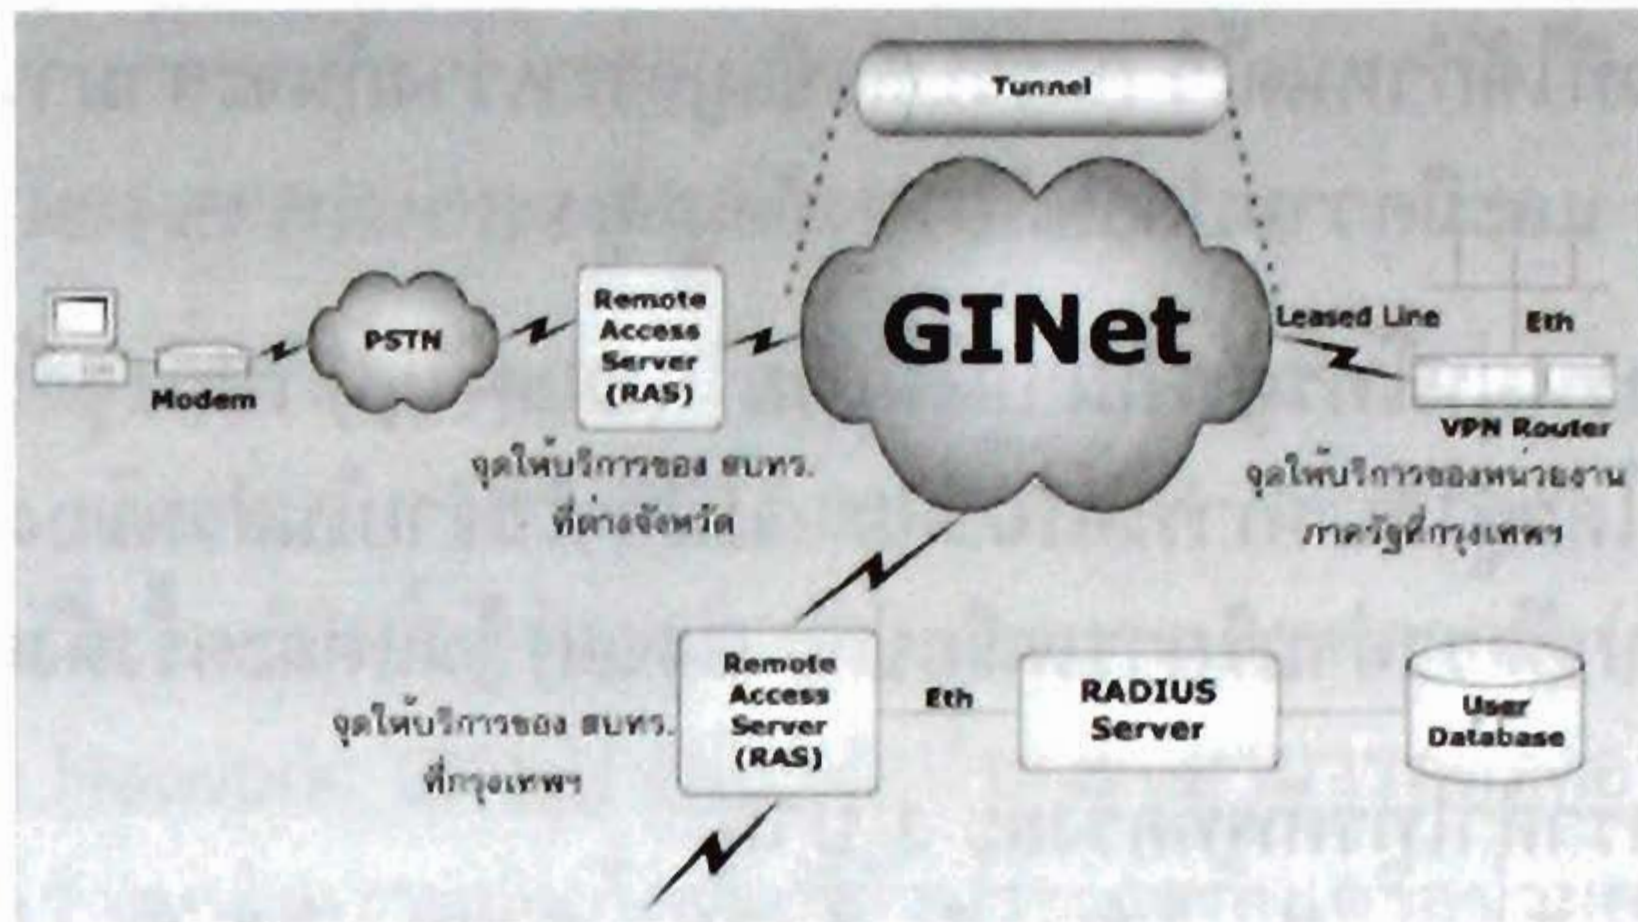 Tunnel
GINet
Remote
Access
Server
(RAS)
PSTN
Modem
Leased Line
Eth
VPN Router
จุดให้บริการของ สบทร.
ที่ต่างจังหวัด
จุดให้บริการของหน่วยงาน
ภาครัฐที่กรุงเทพฯ
Remote
Access
Server
(RAS)
Eth
RADIUS
Server
User
Database
จุดให้บริการของ สบทร.
ที่กรุงเทพฯ